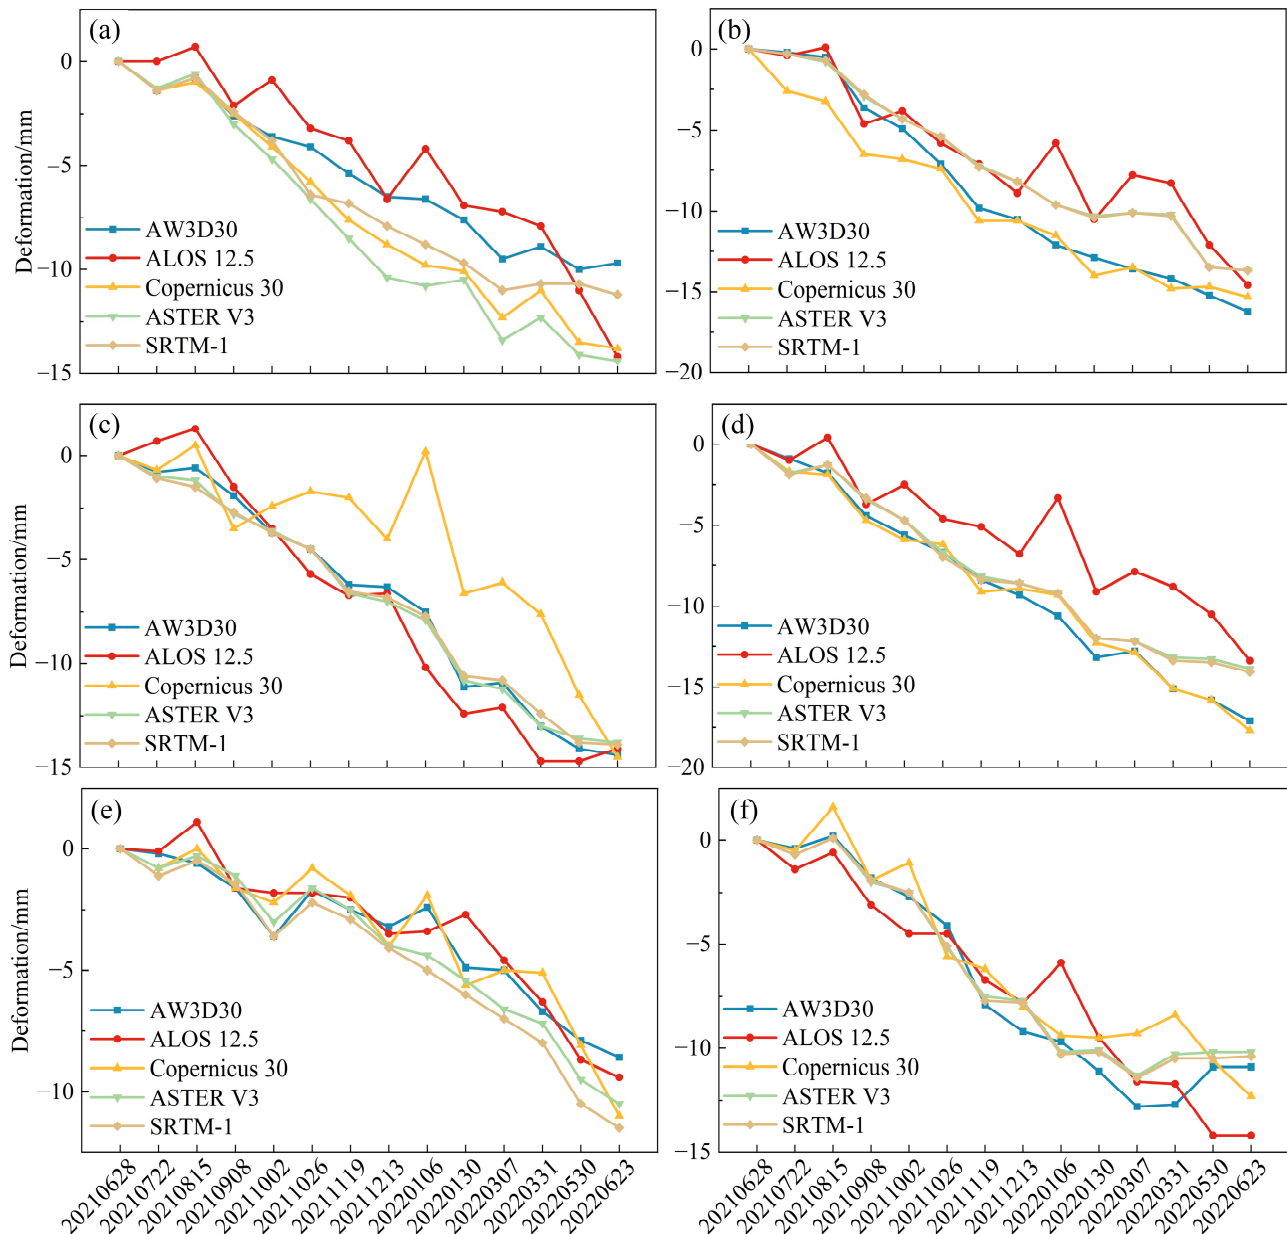 (a)
0
−5
−10
−15
Deformation/mm
AW3D30
ALOS 12.5
Copernicus 30
ASTER V3
SRTM-1
(b)
0
−5
−10
−15
−20
AW3D30
ALOS 12.5
Copernicus 30
ASTER V3
SRTM-1
(c)
0
−5
−10
−15
Deformation/mm
AW3D30
ALOS 12.5
Copernicus 30
ASTER V3
SRTM-1
(d)
0
−5
−10
−15
−20
AW3D30
ALOS 12.5
Copernicus 30
ASTER V3
SRTM-1
(e)
0
−5
−10
Deformation/mm
AW3D30
ALOS 12.5
Copernicus 30
ASTER V3
SRTM-1
20210628
20210722
20210815
20210908
20211002
20211026
20211119
20211213
20220106
20220130
20220307
20220331
20220530
20220623
(f)
0
−5
−10
−15
AW3D30
ALOS 12.5
Copernicus 30
ASTER V3
SRTM-1
20210628
20210722
20210815
20210908
20211002
20211026
20211119
20211213
20220106
20220130
20220307
20220331
20220530
20220623